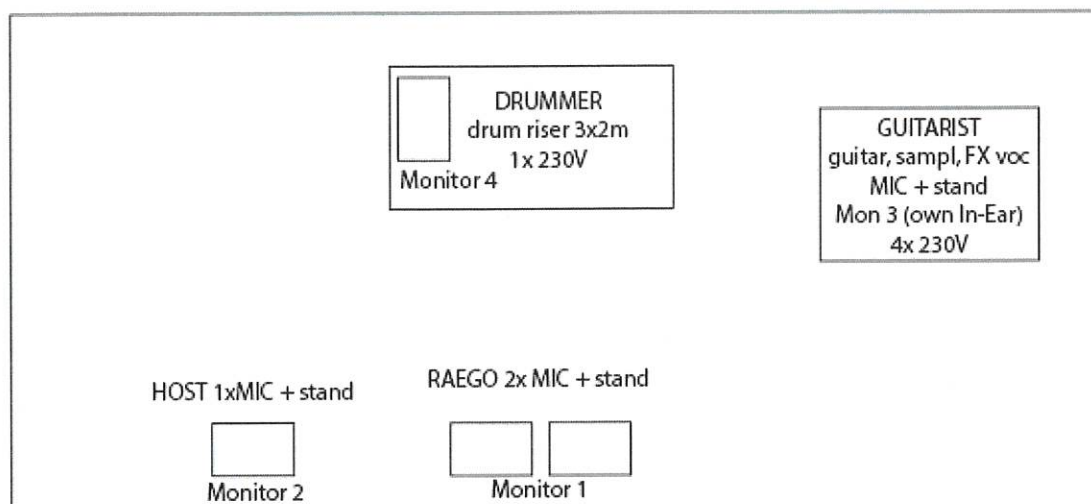 DRUMMER
drum riser 3x2m
1x 230V
Monitor 4
GUITARIST
guitar, sampl, FX voc
MIC + stand
Mon 3 (own In-Ear)
4x 230V
HOST 1xMIC + stand
RAEGO 2x MIC + stand
Monitor 2
Monitor 1